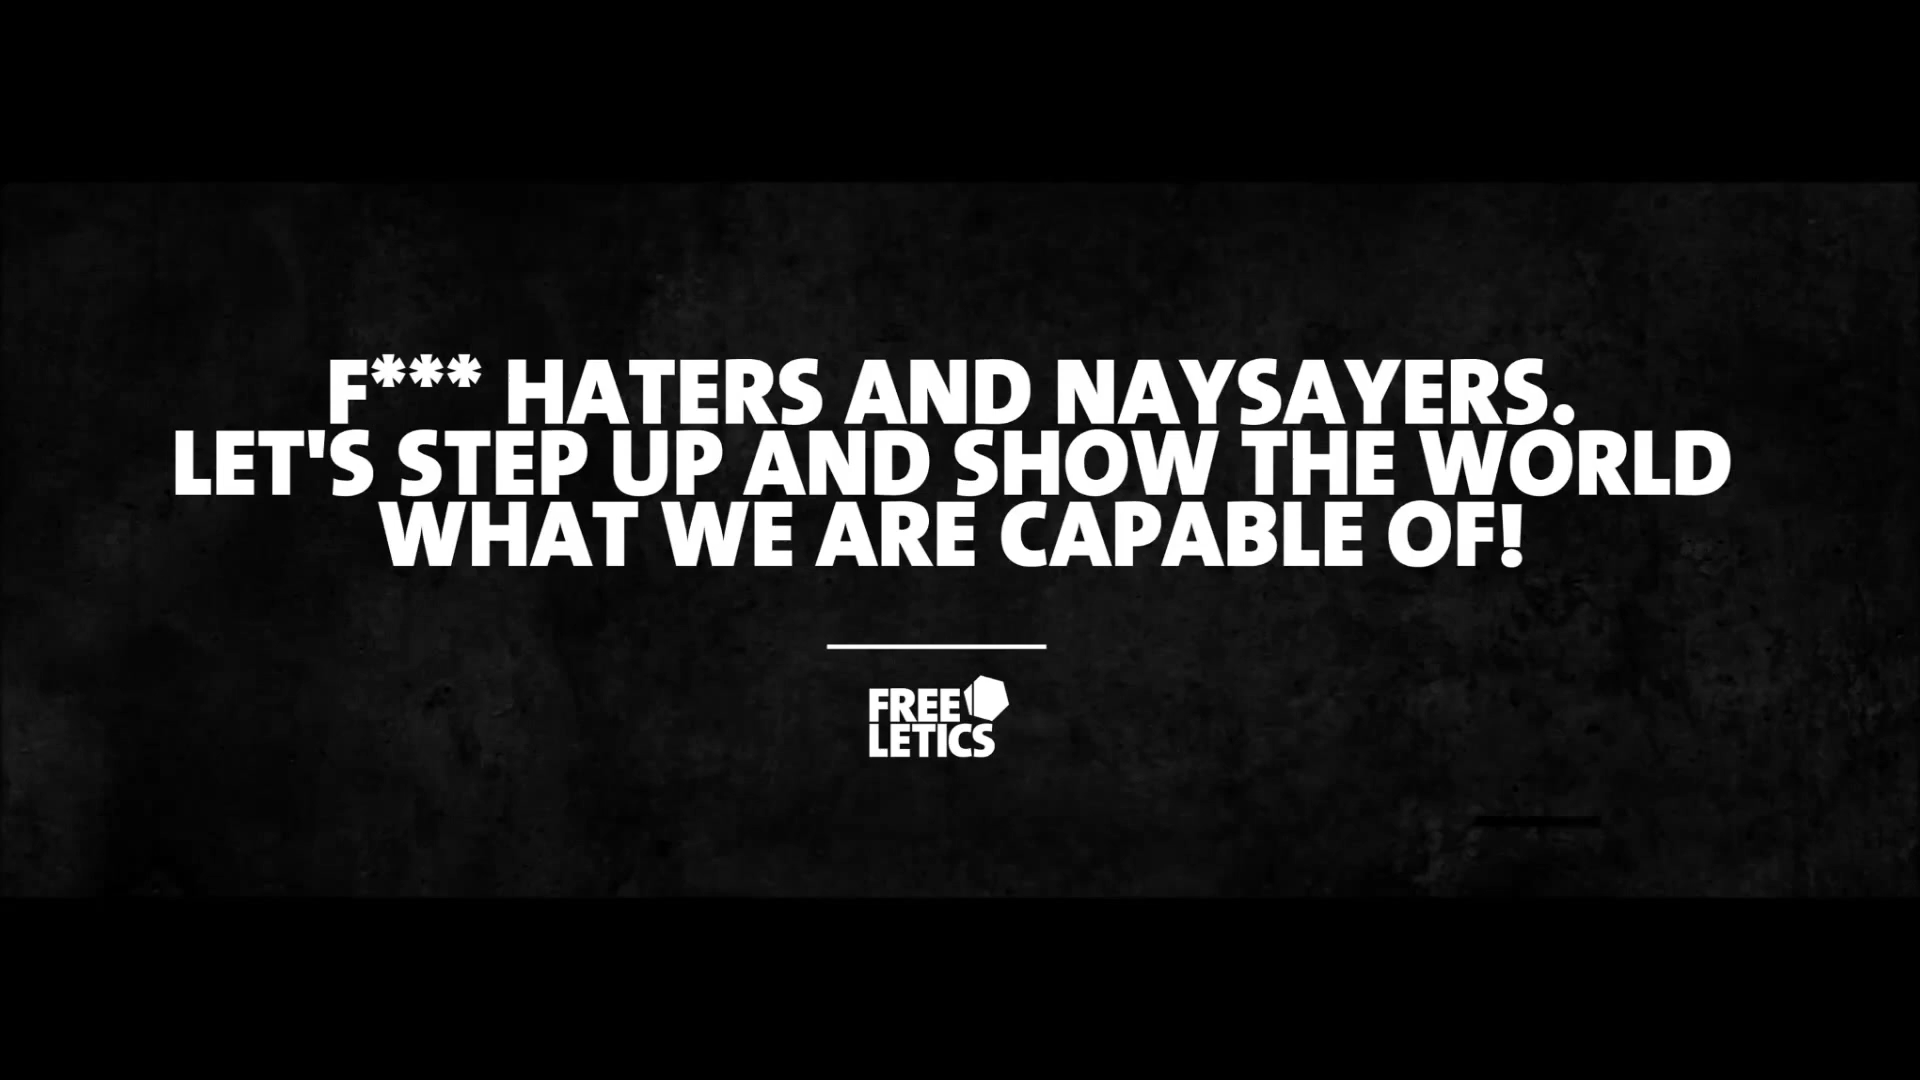 F*** HATERS AND NAYSAYERS.
LET'S STEP UP AND SHOW THE WORLD
WHAT WE ARE CAPABLE OF!
FREE
LETICS